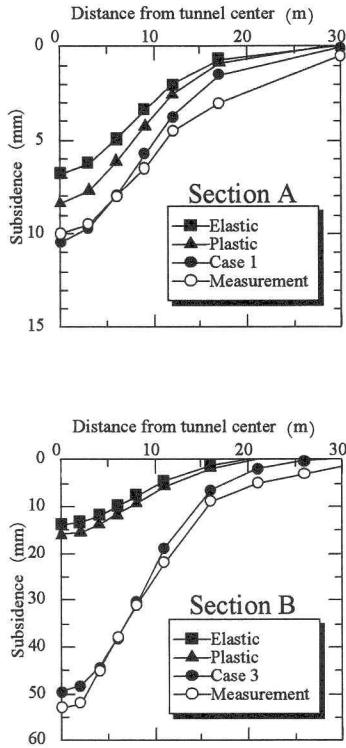 Distance from tunnel center (m)
0 10 20 30
0
5
10
15
Subsidence (mm)
Section A
Elastic
Plastic
Case 1
Measurement
Distance from tunnel center (m)
0 10 20 30
0
10
20
30
40
50
60
Subsidence (mm)
Section B
Elastic
Plastic
Case 3
Measurement